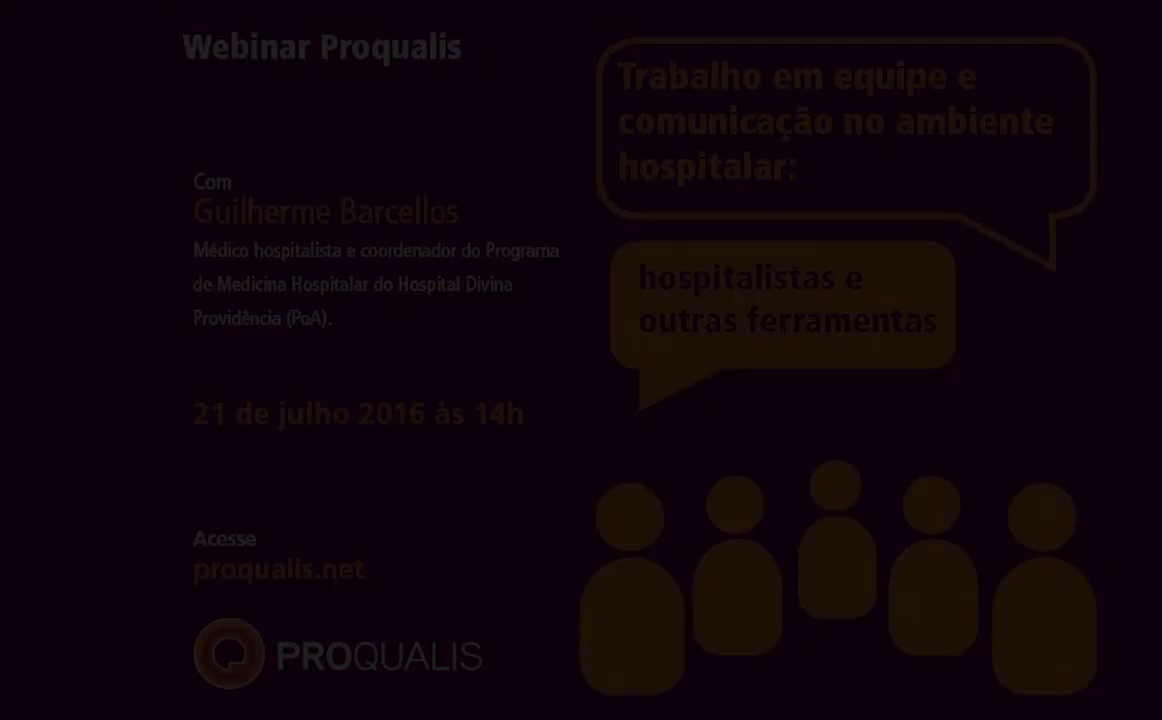 Webinar Proqualis
Com
Guilherme Barcellos
Médico hospitalista e coordenador do Programa
de Medicina Hospitalar do Hospital Divina
Providência (PoA).
21 de julho 2016 às 14h
Acesse
proqualis.net
PROQUALIS
Trabalho em equipe e
comunicação no ambiente
hospitalar:
hospitalistas e
outras ferramentas